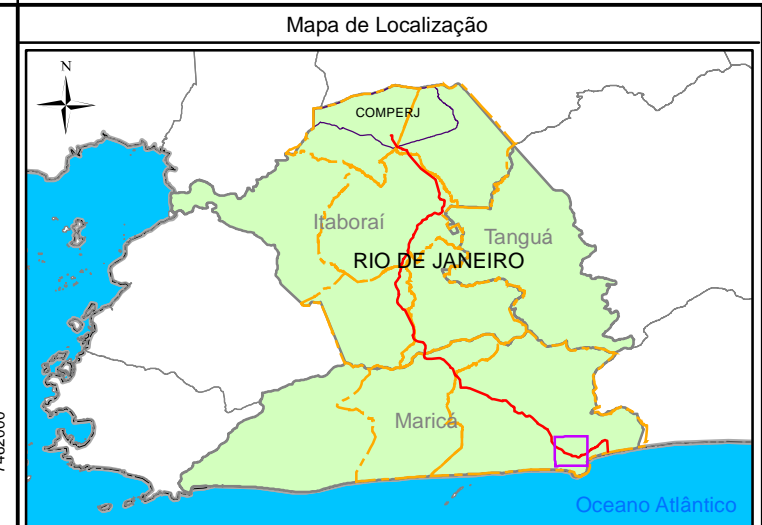 Mapa de Localização
N
COMPERJ
Itaboraí
Tanguá
RIO DE JANEIRO
Maricá
Oceano Atlântico